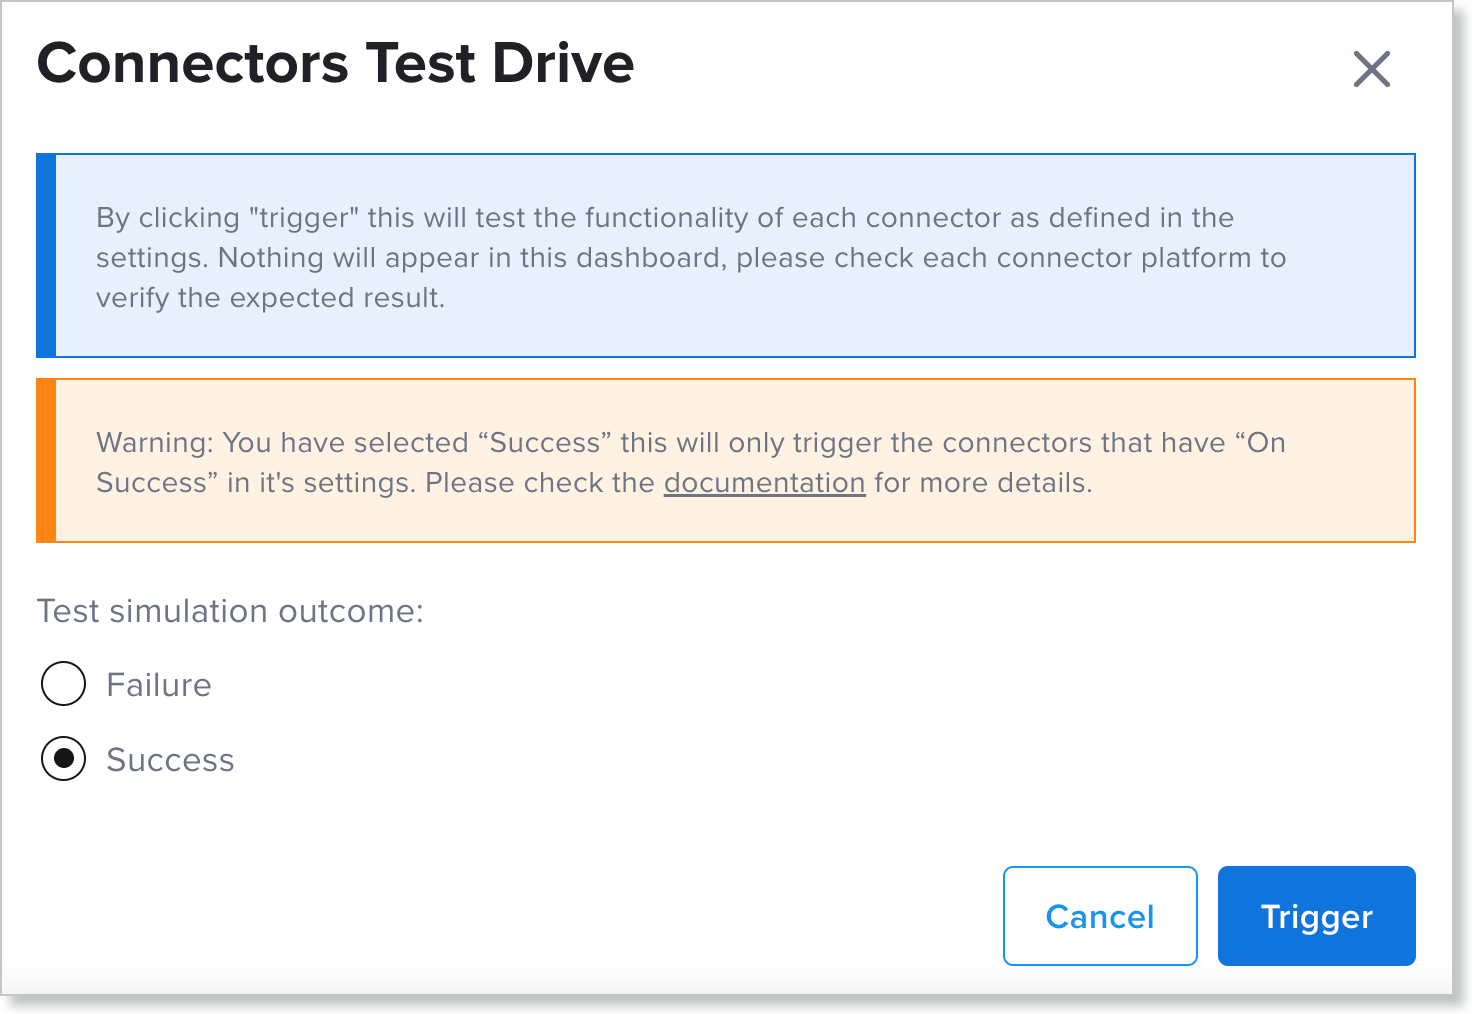 Connectors Test Drive
By clicking "trigger" this will test the functionality of each connector as defined in the
settings. Nothing will appear in this dashboard, please check each connector platform to
verify the expected result.
Warning: You have selected “Success” this will only trigger the connectors that have “On
Success” in it's settings. Please check the documentation for more details.
Test simulation outcome:
Failure
Success
Cancel
Trigger